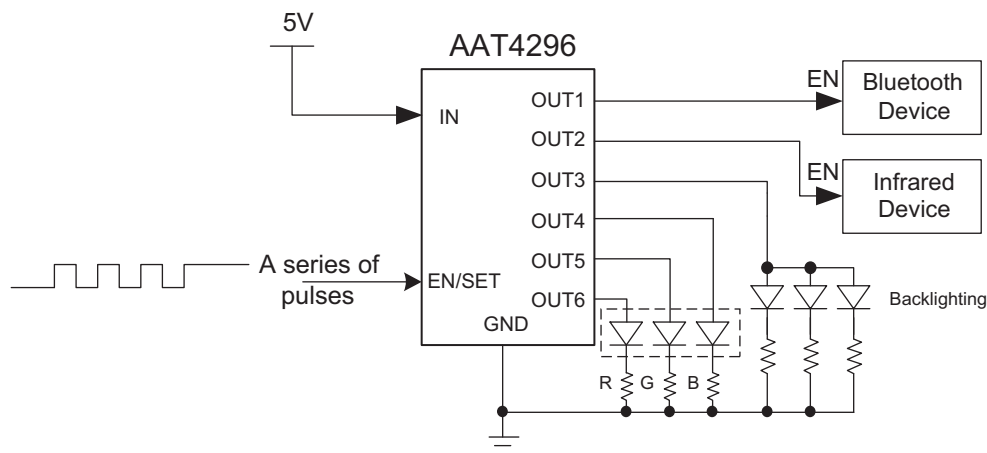 5V
AAT4296
IN
EN/SET
GND
OUT1
OUT2
OUT3
OUT4
OUT5
OUT6
A series of
pulses
EN
Bluetooth
Device
EN
Infrared
Device
Backlighting
R
G
B